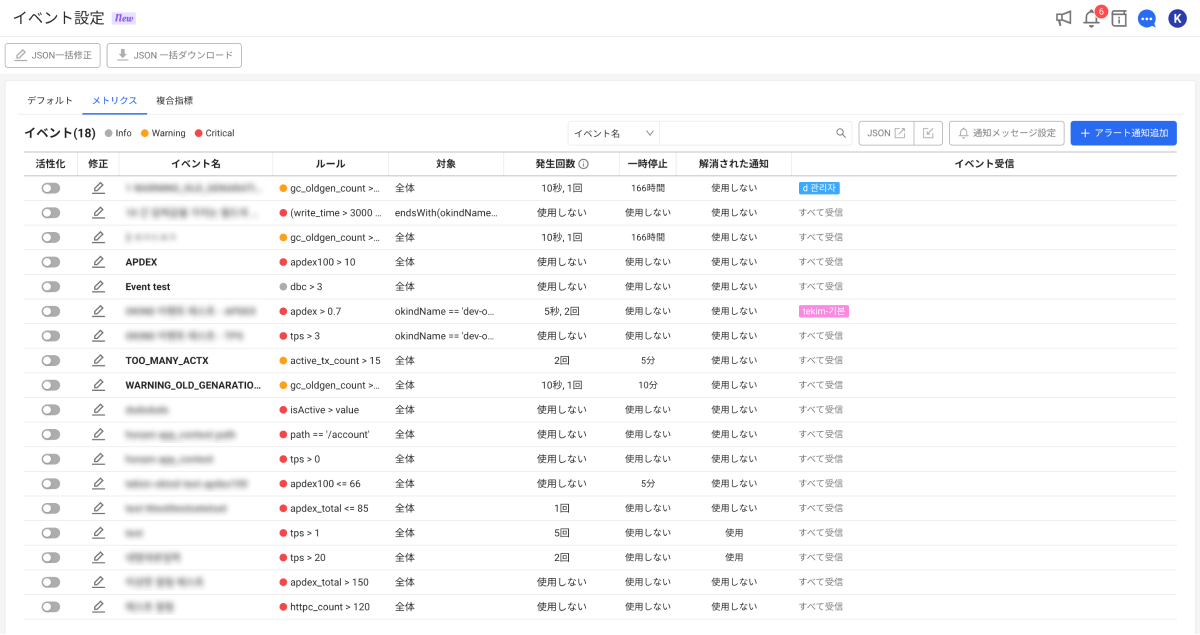 イベント設定 New
6
K
JSON一括修正 JSON 一括ダウンロード
デフォルト メトリクス 複合指標
イベント(18) Info Warning Critical イベント名 JSON 通知メッセージ設定 アラート通知追加
活性化 修正 イベント名 ルール 対象 発生回数 一時停止 解消された通知 イベント受信
gc_oldgen_count >... 全体 10秒, 1回 166時間 使用しない d 관리자
(write_time > 3000 ... endsWith(okindName... 使用しない 使用しない 使用しない すべて受信
gc_oldgen_count >... 全体 10秒, 1回 166時間 使用しない すべて受信
APDEX apdex100 > 10 全体 使用しない 使用しない 使用しない すべて受信
Event test dbc > 3 全体 使用しない 使用しない 使用しない すべて受信
apdex > 0.7 okindName == 'dev-o... 5秒, 2回 使用しない 使用しない tekim-기본
tps > 3 okindName == 'dev-o... 使用しない 使用しない 使用しない すべて受信
TOO_MANY_ACTX active_tx_count > 15 全体 2回 5分 使用しない すべて受信
WARNING_OLD_GENARATIO... gc_oldgen_count >... 全体 10秒, 1回 10分 使用しない すべて受信
isActive > value 全体 使用しない 使用しない 使用しない すべて受信
path == '/account' 全体 使用しない 使用しない 使用しない すべて受信
tps > 0 全体 使用しない 使用しない 使用しない すべて受信
apdex100 <= 66 全体 使用しない 5分 使用しない すべて受信
apdex_total <= 85 全体 1回 使用しない 使用しない すべて受信
tps > 1 全体 5回 使用しない 使用 すべて受信
tps > 20 全体 2回 使用しない 使用 すべて受信
apdex_total > 150 全体 使用しない 使用しない 使用しない すべて受信
httpc_count > 120 全体 使用しない 使用しない 使用しない すべて受信